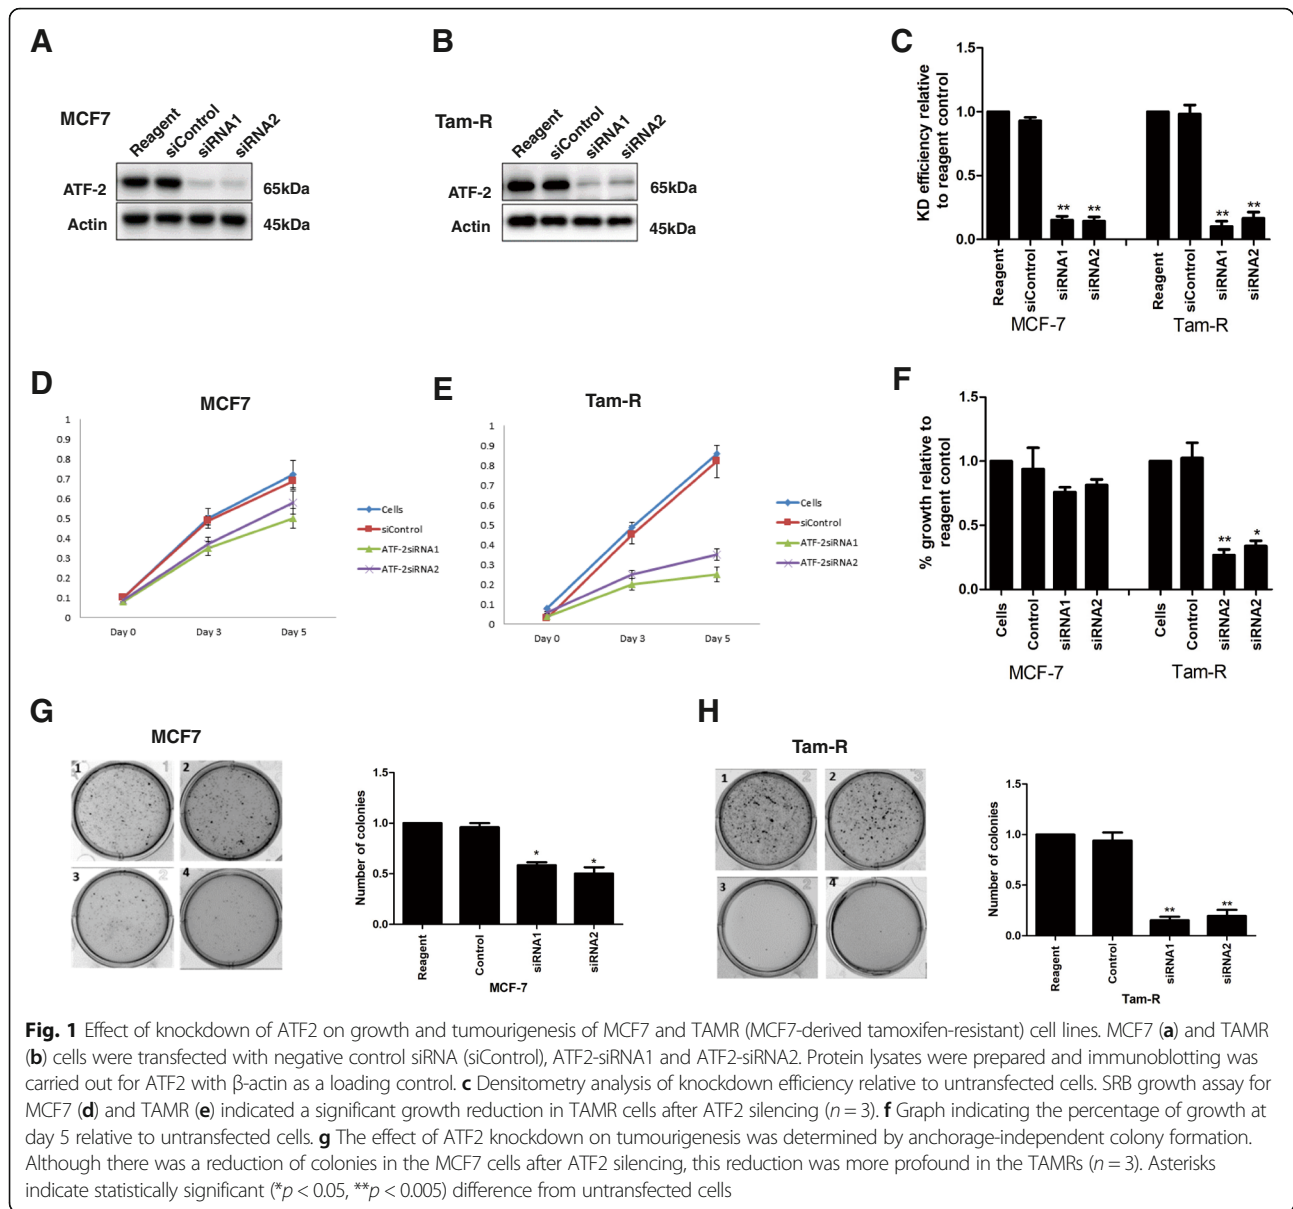 A
MCF7
Reagent
siControl
siRNA1
siRNA2
ATF-2
65kDa
Actin
45kDa
B
Tam-R
Reagent
siControl
siRNA1
siRNA2
ATF-2
65kDa
Actin
45kDa
C
KD efficiency relative
to reagent control
1.5
1.0
0.5
0.0
** **
** **
Reagent
siControl
siRNA1
siRNA2
Reagent
siControl
siRNA1
siRNA2
MCF-7
Tam-R
D
MCF7
1
0.9
0.8
0.7
0.6
0.5
0.4
0.3
0.2
0.1
0
Day 0 Day 3 Day 5
Cells
siControl
ATF-2siRNA1
ATF-2siRNA2
E
Tam-R
1
0.9
0.8
0.7
0.6
0.5
0.4
0.3
0.2
0.1
0
Day 0 Day 3 Day 5
Cells
siControl
ATF-2siRNA1
ATF-2siRNA2
F
% growth relative to
reagent contol
1.5
1.0
0.5
0.0
** *
Cells
Control
siRNA1
siRNA2
Cells
Control
siRNA2
siRNA2
MCF-7
Tam-R
G
MCF7
1
2
3
4
Number of colonies
1.5
1.0
0.5
0.0
* *
Reagent
Control
siRNA1
siRNA2
MCF-7
H
Tam-R
1
2
3
4
Number of colonies
1.5
1.0
0.5
0.0
** **
Reagent
Control
siRNA1
siRNA2
Tam-R
Fig. 1 Effect of knockdown of ATF2 on growth and tumourigenesis of MCF7 and TAMR (MCF7-derived tamoxifen-resistant) cell lines. MCF7 (a) and TAMR
(b) cells were transfected with negative control siRNA (siControl), ATF2-siRNA1 and ATF2-siRNA2. Protein lysates were prepared and immunoblotting was
carried out for ATF2 with β-actin as a loading control. c Densitometry analysis of knockdown efficiency relative to untransfected cells. SRB growth assay for
MCF7 (d) and TAMR (e) indicated a significant growth reduction in TAMR cells after ATF2 silencing (n = 3). f Graph indicating the percentage of growth at
day 5 relative to untransfected cells. g The effect of ATF2 knockdown on tumourigenesis was determined by anchorage-independent colony formation.
Although there was a reduction of colonies in the MCF7 cells after ATF2 silencing, this reduction was more profound in the TAMRs (n = 3). Asterisks
indicate statistically significant (*p < 0.05, **p < 0.005) difference from untransfected cells